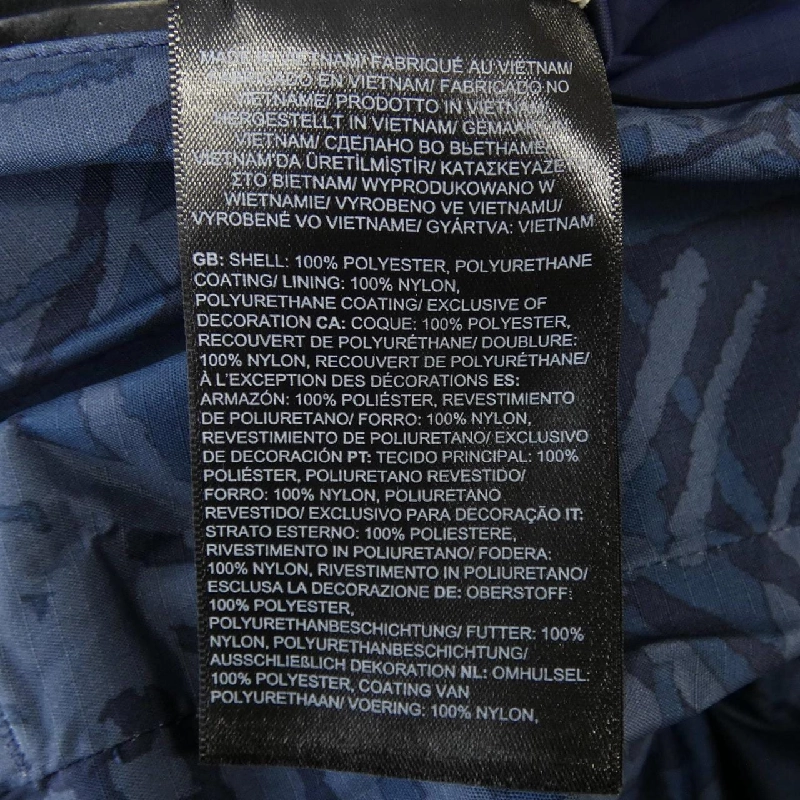 MADE IN VIETNAM/ FABRIQUÉ AU VIETNAM/
FABRICADO EN VIETNAM/ FABRICADO NO
VIETNAME/ PRODOTTO IN VIETNAM/
HERGESTELLT IN VIETNAM/ GEMAAKT
VIETNAM/ СДЕЛАНО ВО ВЬЕТНАМЕ/
VIETNAM'DA ÜRETİLMİŞTİR/ ΚΑΤΑΣΚΕΥΑΖΕ
ΣΤΟ ΒΙΕΤΝΑΜ/ WYPRODUKOWANO W
WIETNAMIE/ VYROBENO VE VIETNAMU/
VYROBENÉ VO VIETNAME/ GYÁRTVA: VIETNAM
GB: SHELL: 100% POLYESTER, POLYURETHANE
COATING/ LINING: 100% NYLON,
POLYURETHANE COATING/ EXCLUSIVE OF
DECORATION CA: COQUE: 100% POLYESTER,
RECOUVERT DE POLYURÉTHANE/ DOUBLURE:
100% NYLON, RECOUVERT DE POLYURÉTHANE/
À L'EXCEPTION DES DÉCORATIONS ES:
ARMAZÓN: 100% POLIÉSTER, REVESTIMIENTO
DE POLIURETANO/ FORRO: 100% NYLON,
REVESTIMIENTO DE POLIURETANO/ EXCLUSIVO
DE DECORACIÓN PT: TECIDO PRINCIPAL: 100%
POLIÉSTER, POLIURETANO REVESTIDO/
FORRO: 100% NYLON, POLIURETANO
REVESTIDO/ EXCLUSIVO PARA DECORAÇÃO IT:
STRATO ESTERNO: 100% POLIESTERE,
RIVESTIMENTO IN POLIURETANO/ FODERA:
100% NYLON, RIVESTIMENTO IN POLIURETANO/
ESCLUSA LA DECORAZIONE DE: OBERSTOFF:
100% POLYESTER,
POLYURETHANBESCHICHTUNG/ FUTTER: 100%
NYLON, POLYURETHANBESCHICHTUNG/
AUSSCHLIEßLICH DEKORATION NL: OMHULSEL:
100% POLYESTER, COATING VAN
POLYURETHAAN/ VOERING: 100% NYLON,